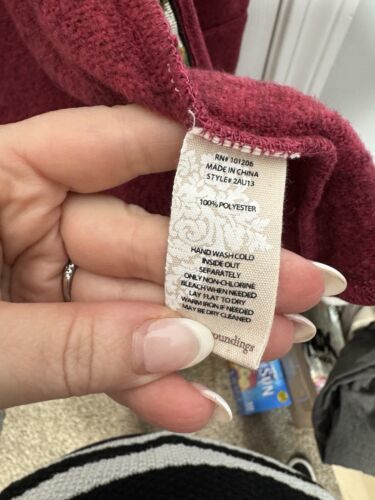 RN# 101206
MADE IN CHINA
STYLE# 2AU13
100% POLYESTER
HAND WASH COLD
INSIDE OUT
SEPARATELY
ONLY NON-CHLORINE
BLEACH WHEN NEEDED
LAY FLAT TO DRY
WARM IRON IF NEEDED
MAY BE DRY CLEANED
oundings